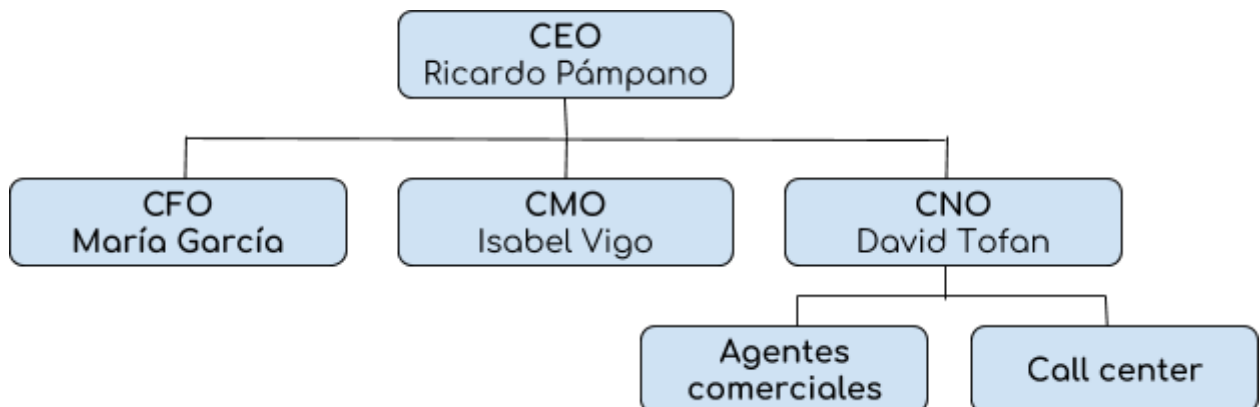 CEO
Ricardo Pámpano
CFO
María García
CMO
Isabel Vigo
CNO
David Tofan
Agentes
comerciales
Call center